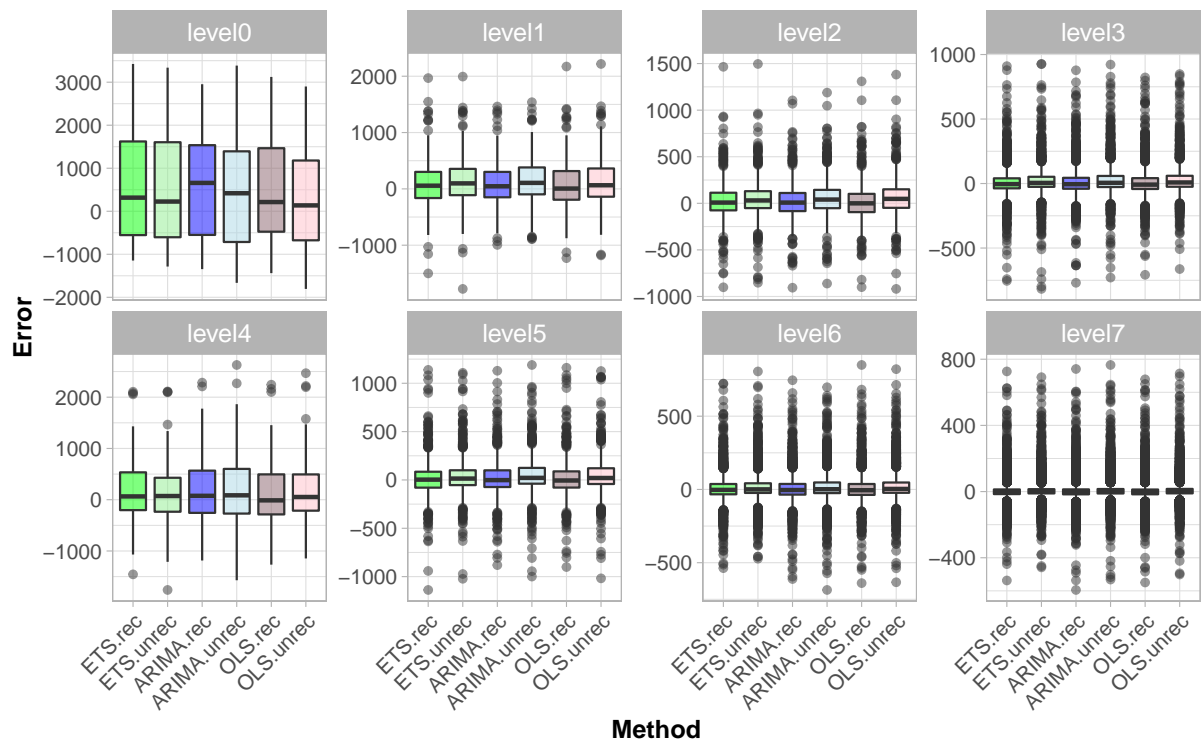 level0 level1 level2 level3
3000
2000
1000
0
−1000
−2000
2000
1000
0
−1000
1500
1000
500
0
−500
−1000
1000
500
0
−500
Error
level4 level5 level6 level7
2000
1000
0
−1000
1000
500
0
−500
−1000
500
0
−500
800
400
0
−400
ETS.rec
ETS.unrec
ARIMA.rec
ARIMA.unrec
OLS.rec
OLS.unrec
ETS.rec
ETS.unrec
ARIMA.rec
ARIMA.unrec
OLS.rec
OLS.unrec
ETS.rec
ETS.unrec
ARIMA.rec
ARIMA.unrec
OLS.rec
OLS.unrec
ETS.rec
ETS.unrec
ARIMA.rec
ARIMA.unrec
OLS.rec
OLS.unrec
Method